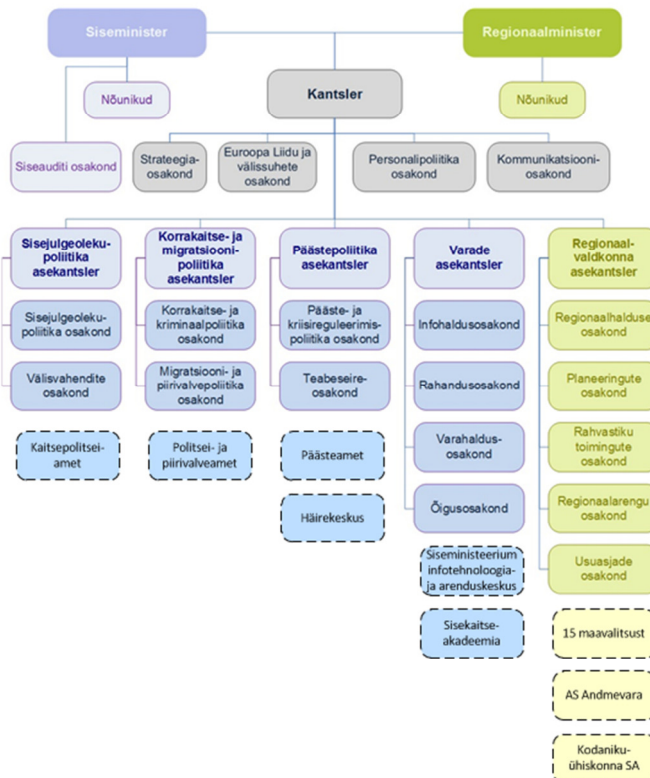 Siseminister
Regionaalminister
Nõunikud
Kantsler
Nõunikud
Siseauditi osakond
Strateegia-
osakond
Euroopa Liidu ja
välissuhete
osakond
Personalipoliitika
osakond
Kommunikatsiooni-
osakond
Sisejulgeoleku-
poliitika
asekantsler
Korrakaitse- ja
migratsiooni-
poliitika
asekantsler
Päästepoliitika
asekantsler
Varade
asekantsler
Regionaal-
valdkonna
asekantsler
Sisejulgeoleku-
poliitika osakond
Korrakaitse- ja
kriminaalpoliitika
osakond
Pääste- ja
kriisireguleerimis-
poliitika osakond
Infohaldusosakond
Regionaalhalduse
osakond
Välisvahendite
osakond
Migratsiooni- ja
piirivalvepoliitika
osakond
Teabeseire-
osakond
Rahandusosakond
Planeeringute
osakond
Kaitsepolitsei-
amet
Politsei- ja
piirivalveamet
Päästeamet
Varahaldus-
osakond
Rahvastiku
toimingute
osakond
Häirekeskus
Õigusosakond
Regionaalarengu
osakond
Siseministeerium
infotehnoloogia-
ja arenduskeskus
Usuasjade
osakond
Sisekaitse-
akadeemia
15 maavalitsust
AS Andmevara
Kodaniku-
ühiskonna SA